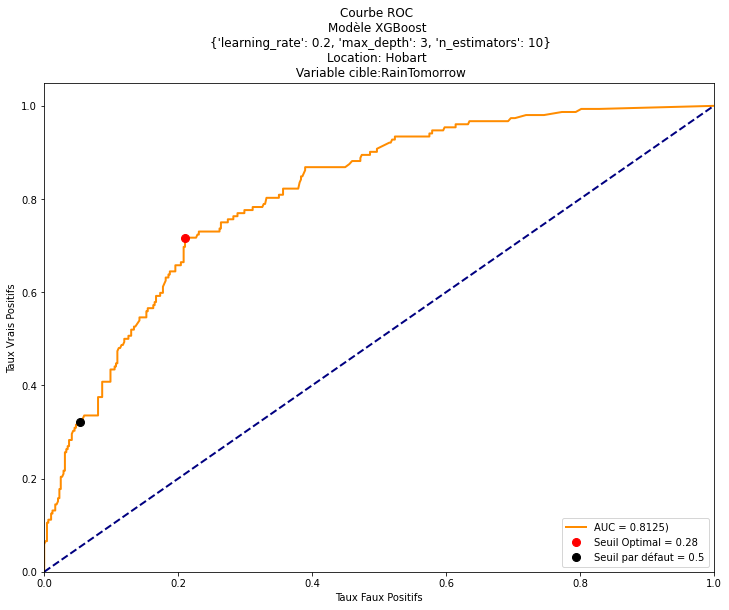 Courbe ROC
Modèle XGBoost
{'learning_rate': 0.2, 'max_depth': 3, 'n_estimators': 10}
Location: Hobart
Variable cible:RainTomorrow
1.0
0.8
0.6
0.4
0.2
0.0
Taux Vrais Positifs
AUC = 0.8125)
Seuil Optimal = 0.28
Seuil par défaut = 0.5
0.0 0.2 0.4 0.6 0.8 1.0
Taux Faux Positifs